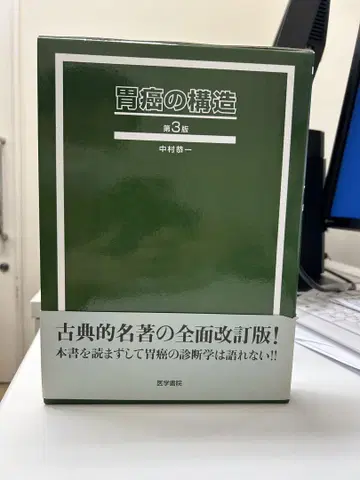 胃癌の構造
第3版
中村恭一
古典的名著の全面改訂版!
本書を読まずして胃癌の診断学は語れない!!
医学書院